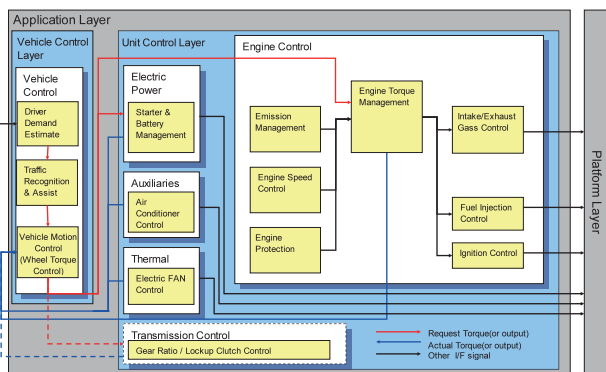 Application Layer
Vehicle Control
Layer
Vehicle
Control
Driver
Demand
Estimate
Traffic
Recognition
& Assist
Vehicle Motion
Control
(Wheel Torque
Control)
Unit Control Layer
Electric
Power
Starter &
Battery
Management
Auxiliaries
Air
Conditioner
Control
Thermal
Electric FAN
Control
Transmission Control
Gear Ratio / Lockup Clutch Control
Engine Control
Emission
Management
Engine Speed
Control
Engine
Protection
Engine Torque
Management
Intake/Exhaust
Gass Control
Fuel Injection
Control
Ignition Control
Platform Layer
Request Torque(or output)
Actual Torque(or output)
Other I/F signal